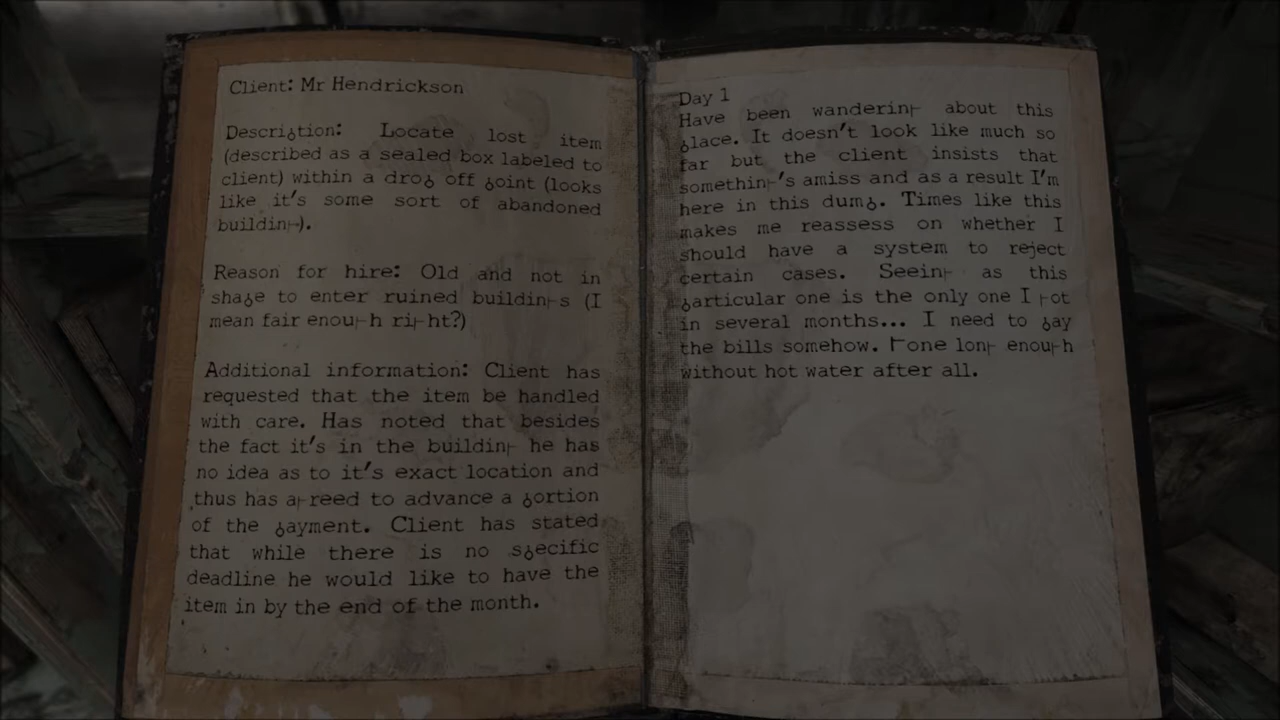 Client: Mr Hendrickson
Description: Locate lost item
(described as a sealed box labeled to
client) within a drop off point (looks
like it's some sort of abandoned
building).
Reason for hire: Old and not in
shape to enter ruined buildings (I
mean fair enough right?)
Additional information: Client has
requested that the item be handled
with care. Has noted that besides
the fact it's in the building he has
no idea as to it's exact location and
thus has agreed to advance a portion
of the payment. Client has stated
that while there is no specific
deadline he would like to have the
item in by the end of the month.
Day 1
Have been wandering about this
place. It doesn't look like much so
far but the client insists that
something's amiss and as a result I'm
here in this dump. Times like this
makes me reassess on whether I
should have a system to reject
certain cases. Seeing as this
particular one is the only one I got
in several months... I need to pay
the bills somehow. Gone long enough
without hot water after all.